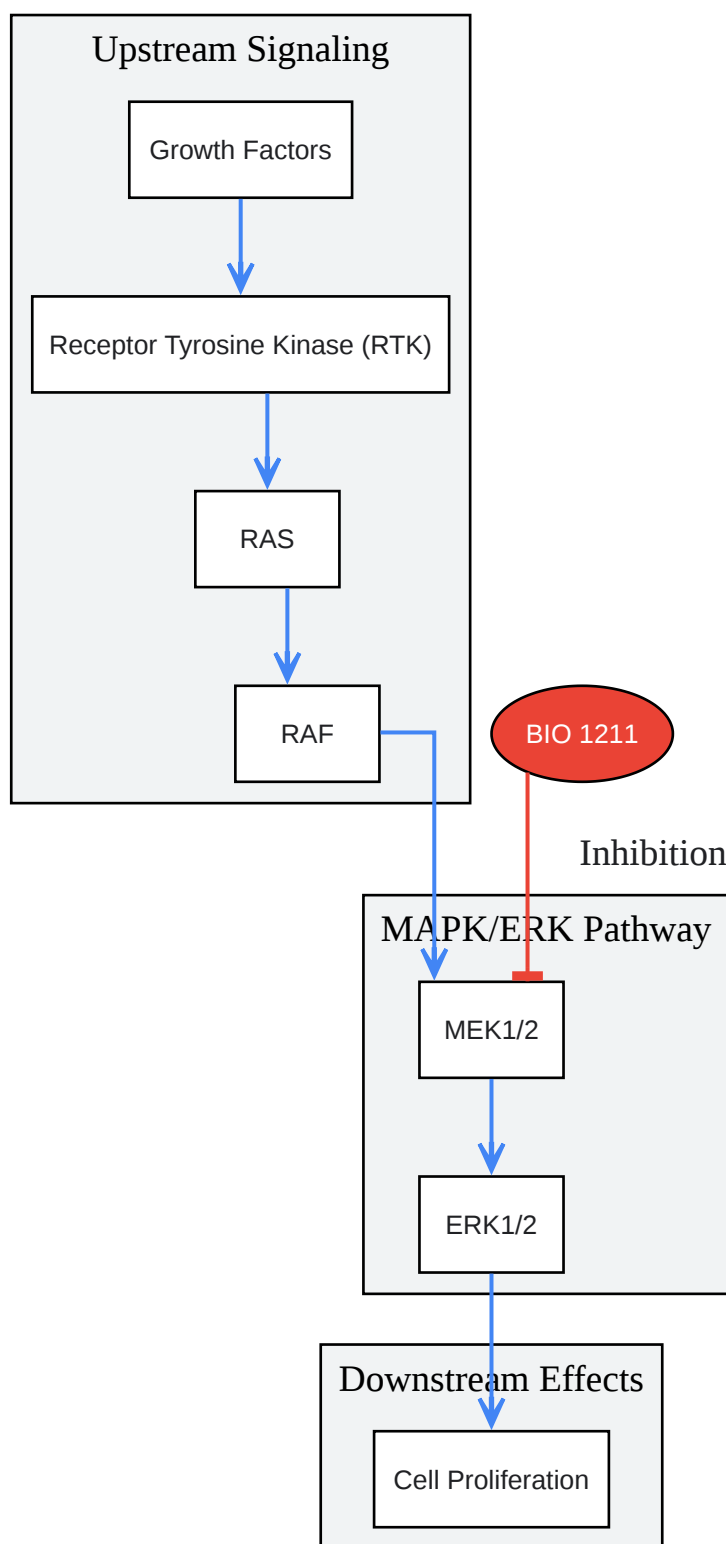 Upstream Signaling
Growth Factors
Receptor Tyrosine Kinase (RTK)
RAS
RAF
BIO 1211
Inhibition
MAPK/ERK Pathway
MEK1/2
ERK1/2
Downstream Effects
Cell Proliferation